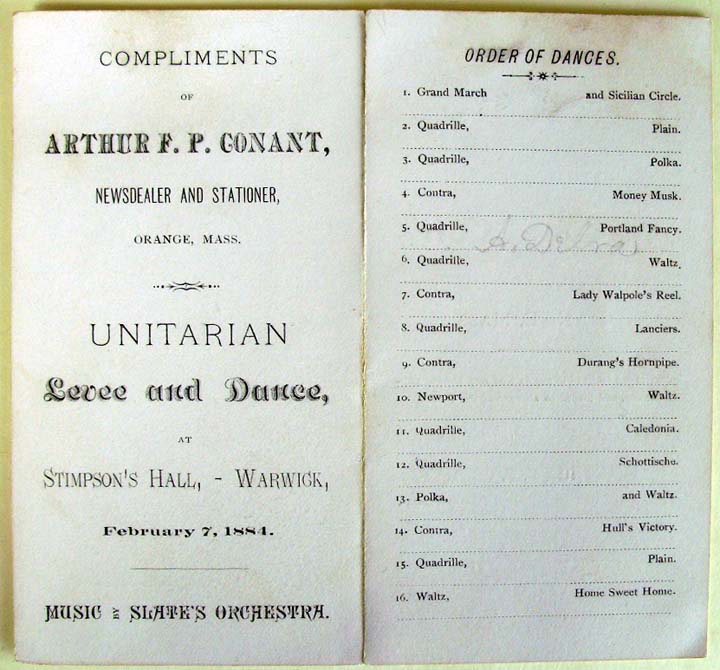 COMPLIMENTS
OF
ARTHUR F. P. CONANT,
NEWSDEALER AND STATIONER,
ORANGE, MASS.
UNITARIAN
Levee and Dance,
AT
STIMPSON'S HALL, - WARWICK,
February 7, 1884.
MUSIC BY SLATE'S ORCHESTRA.
ORDER OF DANCES.
1. Grand March and Sicilian Circle.
2. Quadrille, Plain.
3. Quadrille, Polka.
4. Contra, Money Musk.
5. Quadrille, Portland Fancy.
6. Quadrille, Waltz.
7. Contra, Lady Walpole's Reel.
8. Quadrille, Lanciers.
9. Contra, Durang's Hornpipe.
10. Newport, Waltz.
11. Quadrille, Caledonia.
12. Quadrille, Schottische.
13. Polka, and Waltz.
14. Contra, Hull's Victory.
15. Quadrille, Plain.
16. Waltz, Home Sweet Home.